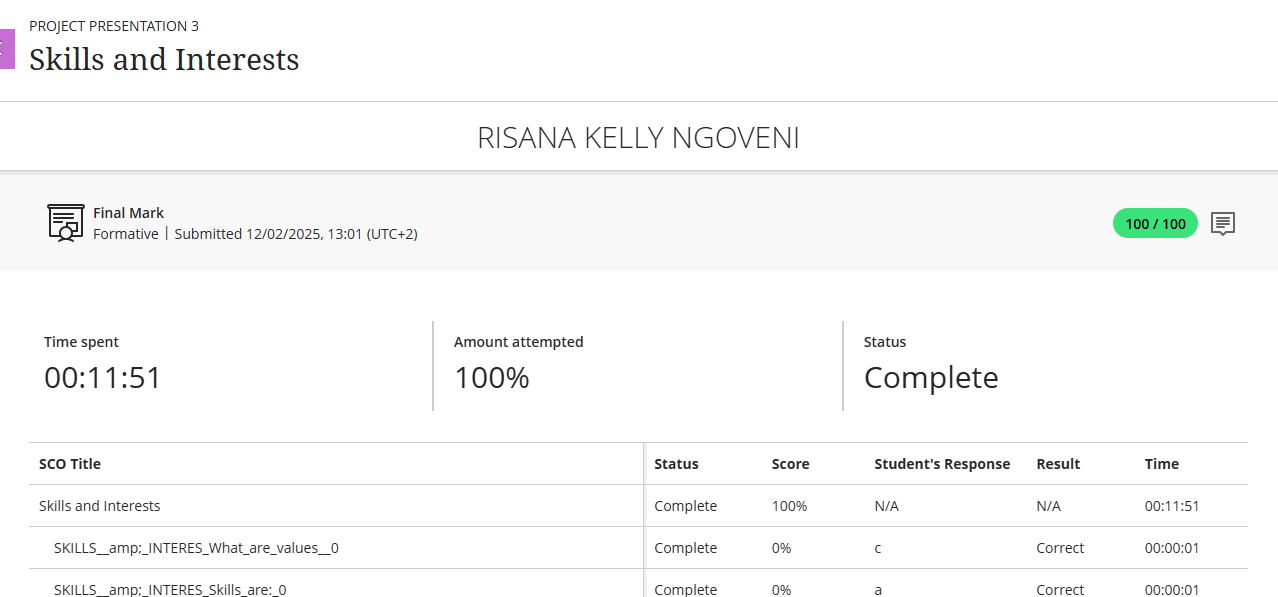 PROJECT PRESENTATION 3
Skills and Interests
RISANA KELLY NGOVENI
Final Mark
Formative | Submitted 12/02/2025, 13:01 (UTC+2)
100 / 100
Time spent
00:11:51
Amount attempted
100%
Status
Complete
SCO Title Status Score Student's Response Result Time
Skills and Interests Complete 100% N/A N/A 00:11:51
SKILLS__amp;_INTERES_What_are_values__0 Complete 0% c Correct 00:00:01
SKILLS__amp;_INTERES_Skills_are:_0 Complete 0% a Correct 00:00:01